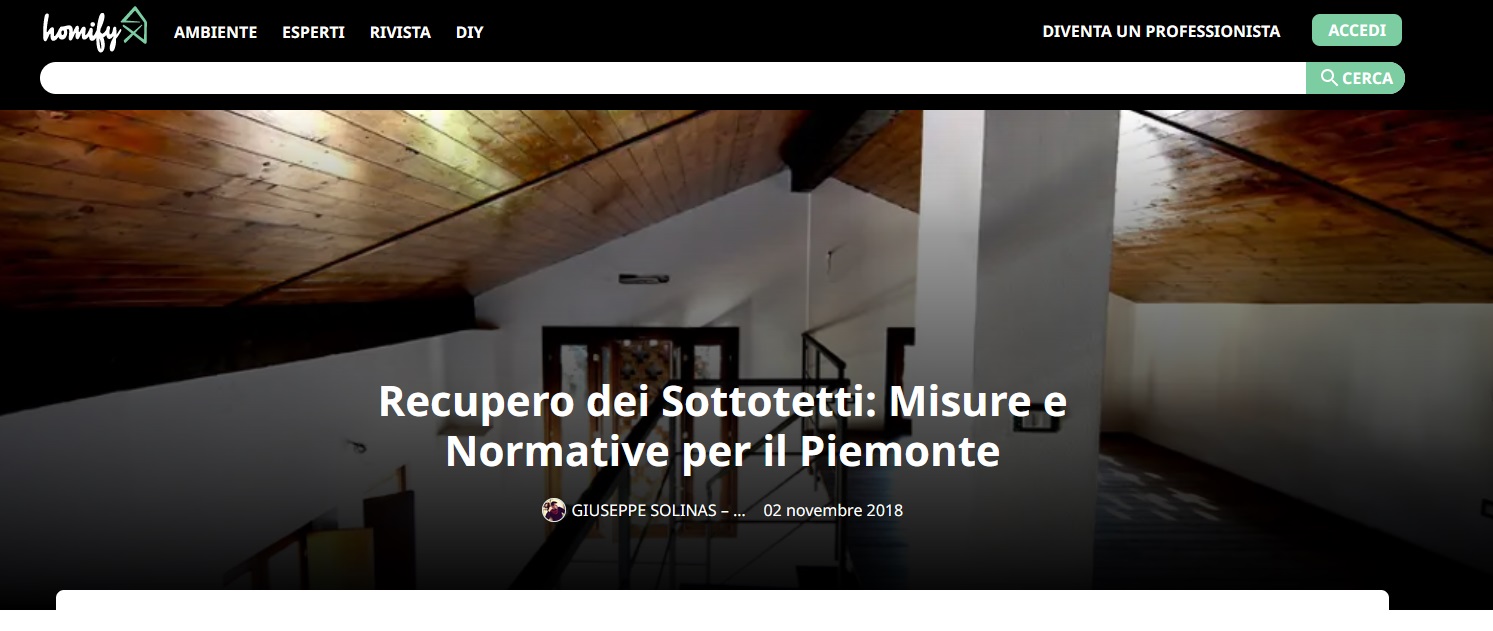 homify
AMBIENTE ESPERTI RIVISTA DIY
DIVENTA UN PROFESSIONISTA
ACCEDI
CERCA
Recupero dei Sottotetti: Misure e
Normative per il Piemonte
GIUSEPPE SOLINAS – ... 02 novembre 2018